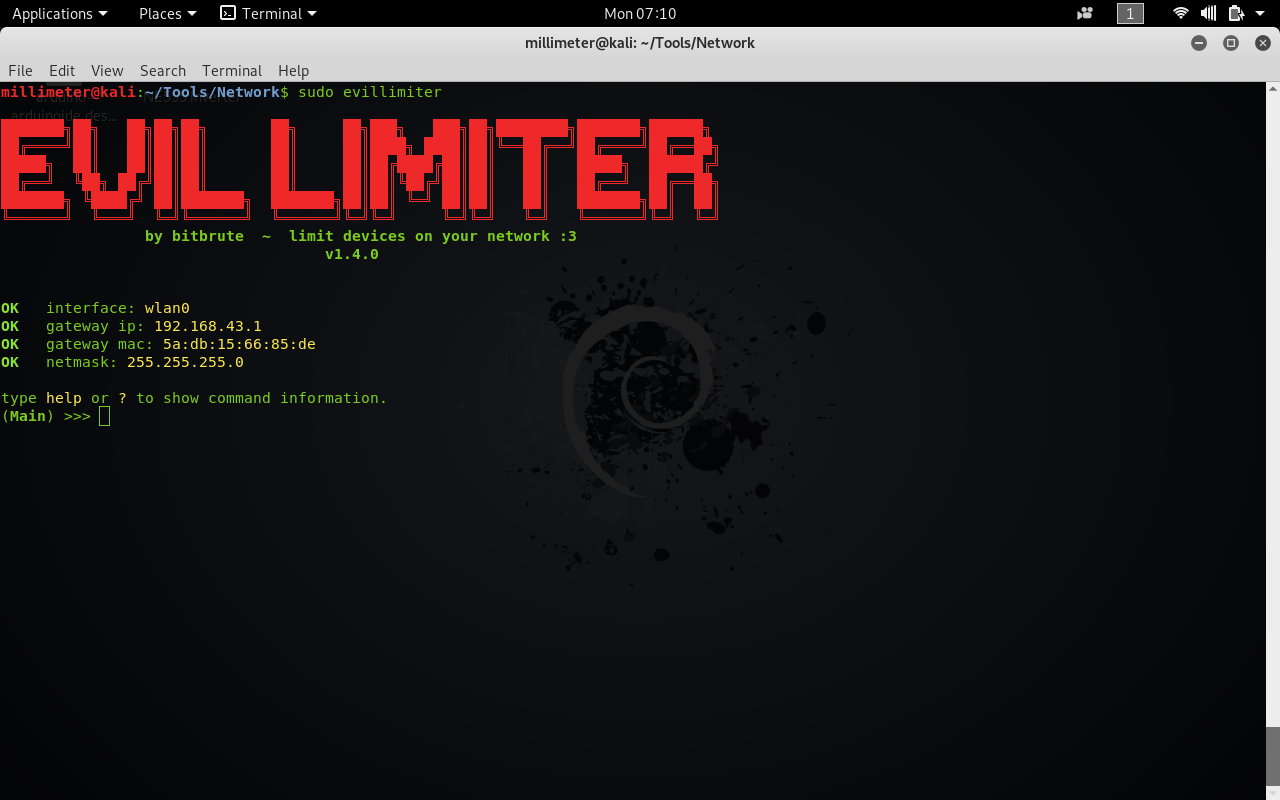 Applications Places Terminal Mon 07:10 1
millimeter@kali: ~/Tools/Network
File Edit View Search Terminal Help
millimeter@kali:~/Tools/Network$ sudo evillimiter
EVIL LIMITER
by bitbrute ~ limit devices on your network :3
v1.4.0
OK interface: wlan0
OK gateway ip: 192.168.43.1
OK gateway mac: 5a:db:15:66:85:de
OK netmask: 255.255.255.0
type help or ? to show command information.
(Main) >>>